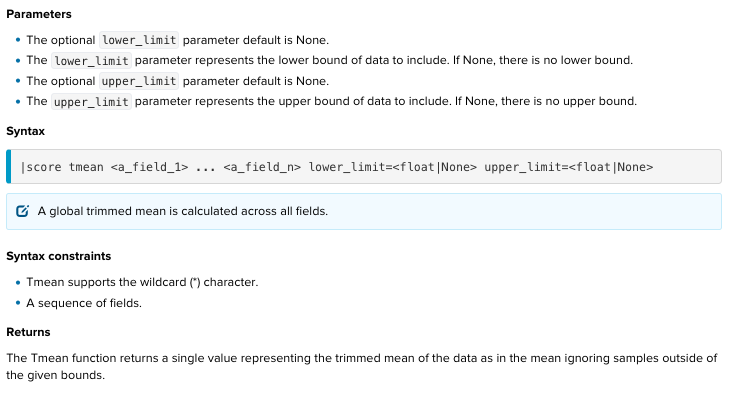 Parameters
The optional lower_limit parameter default is None.
The lower_limit parameter represents the lower bound of data to include. If None, there is no lower bound.
The optional upper_limit parameter default is None.
The upper_limit parameter represents the upper bound of data to include. If None, there is no upper bound.
Syntax
|score tmean <a_field_1> ... <a_field_n> lower_limit=<float|None> upper_limit=<float|None>
A global trimmed mean is calculated across all fields.
Syntax constraints
Tmean supports the wildcard (*) character.
A sequence of fields.
Returns
The Tmean function returns a single value representing the trimmed mean of the data as in the mean ignoring samples outside of
the given bounds.